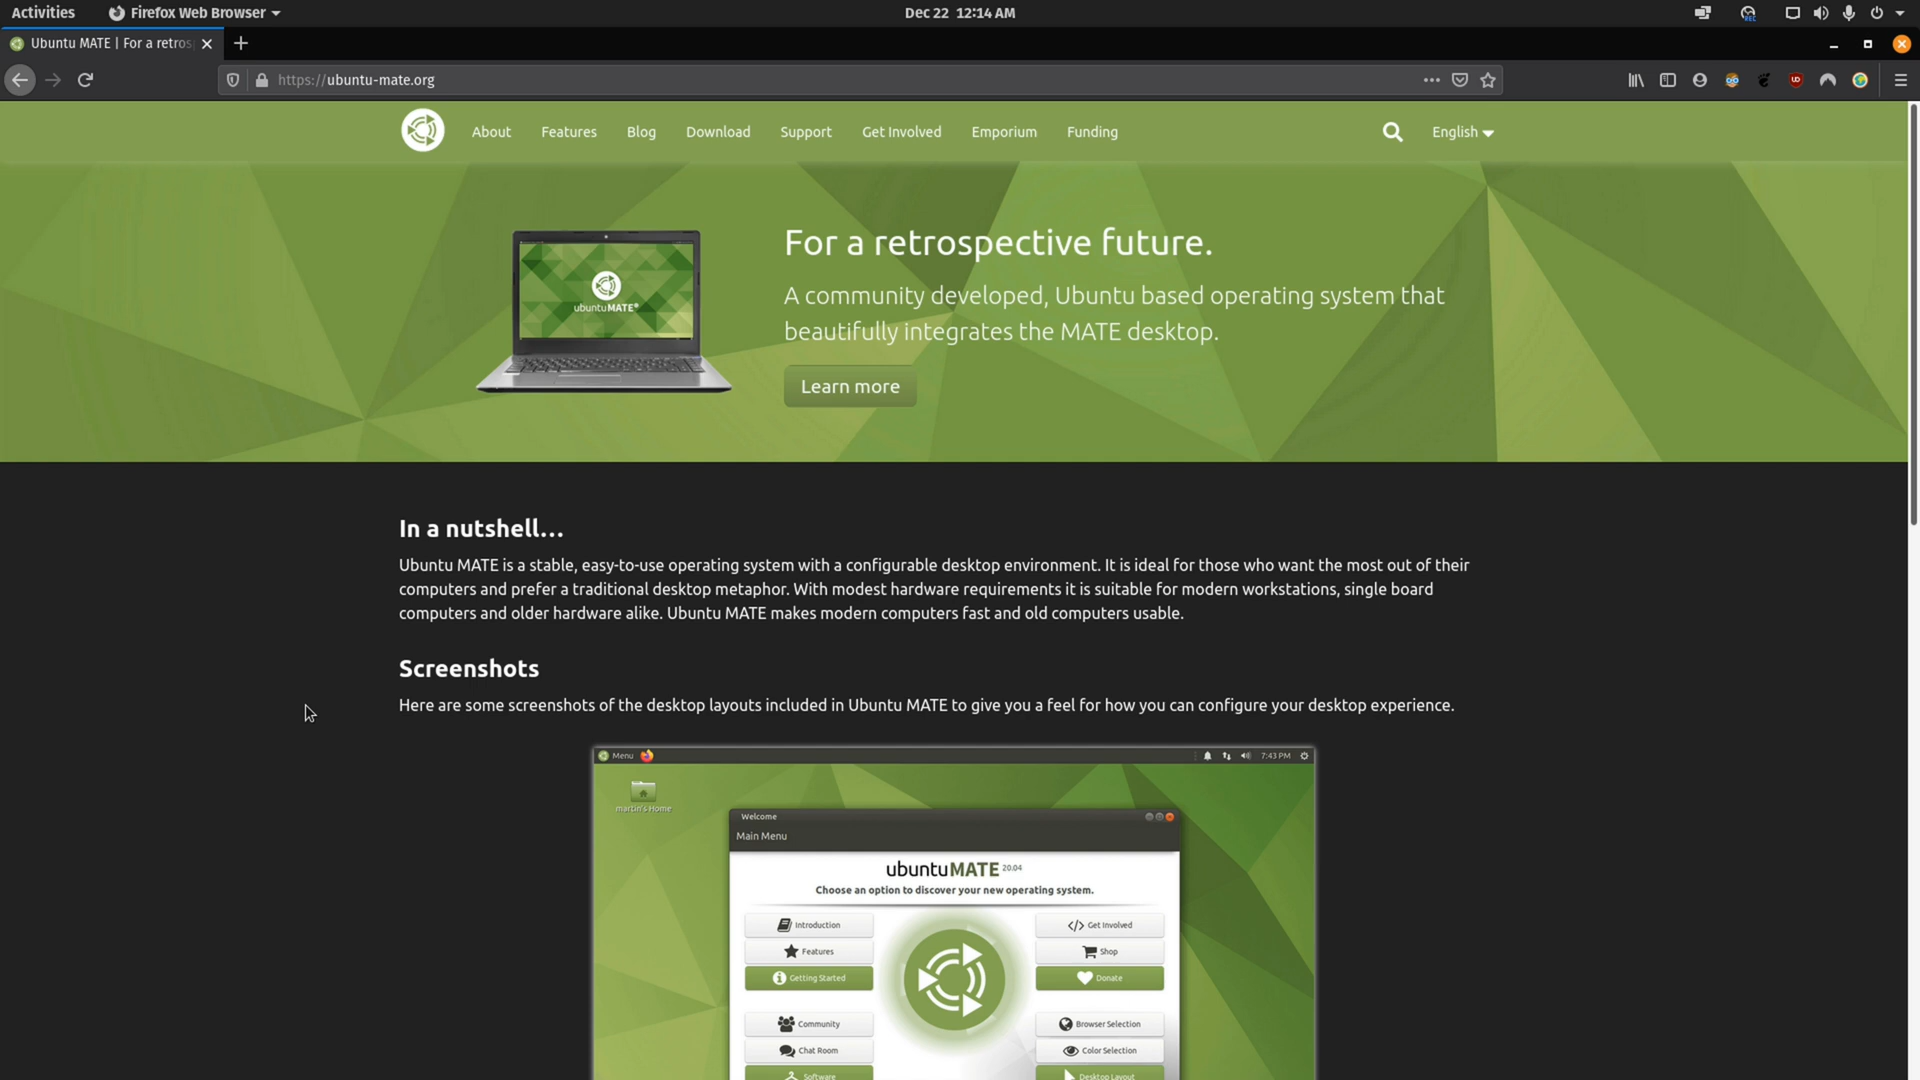 Activities
Firefox Web Browser
Dec 22 12:14 AM
Ubuntu MATE | For a retros
https://ubuntu-mate.org
About
Features
Blog
Download
Support
Get Involved
Emporium
Funding
English
ubuntuMATE
For a retrospective future.
A community developed, Ubuntu based operating system that
beautifully integrates the MATE desktop.
Learn more
In a nutshell…
Ubuntu MATE is a stable, easy-to-use operating system with a configurable desktop environment. It is ideal for those who want the most out of their
computers and prefer a traditional desktop metaphor. With modest hardware requirements it is suitable for modern workstations, single board
computers and older hardware alike. Ubuntu MATE makes modern computers fast and old computers usable.
Screenshots
Here are some screenshots of the desktop layouts included in Ubuntu MATE to give you a feel for how you can configure your desktop experience.
Menu
7:43 PM
martin's Home
Welcome
Main Menu
ubuntuMATE 20.04
Choose an option to discover your new operating system.
Introduction
Get Involved
Features
Shop
Getting Started
Donate
Community
Browser Selection
Chat Room
Color Selection
Software
Desktop Layout